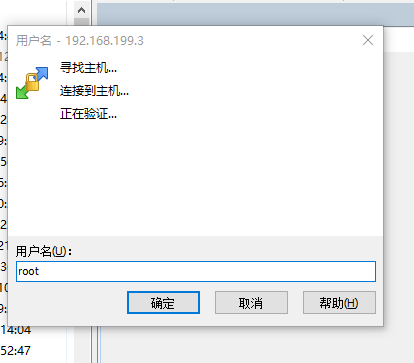 用户名 - 192.168.199.3
寻找主机...
连接到主机...
正在验证...
用户名(U):
root
确定
取消
帮助(H)
14:04
52:47